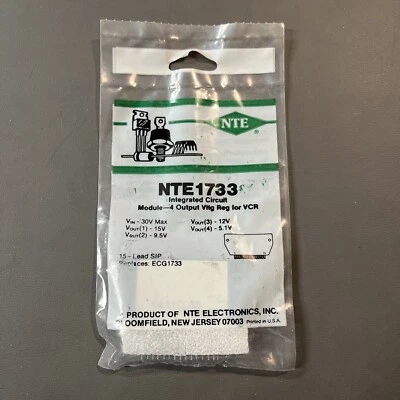 NTE
NTE1733
Integrated Circuit
Module—4 Output Vltg Reg for VCR
VIN - 30V Max VOUT(3) - 12V
VOUT(1) - 15V VOUT(4) - 5.1V
VOUT(2) - 9.5V
15 - Lead SIP
Replaces: ECG1733
PRODUCT OF NTE ELECTRONICS, INC.
BLOOMFIELD, NEW JERSEY 07003 Printed in U.S.A.